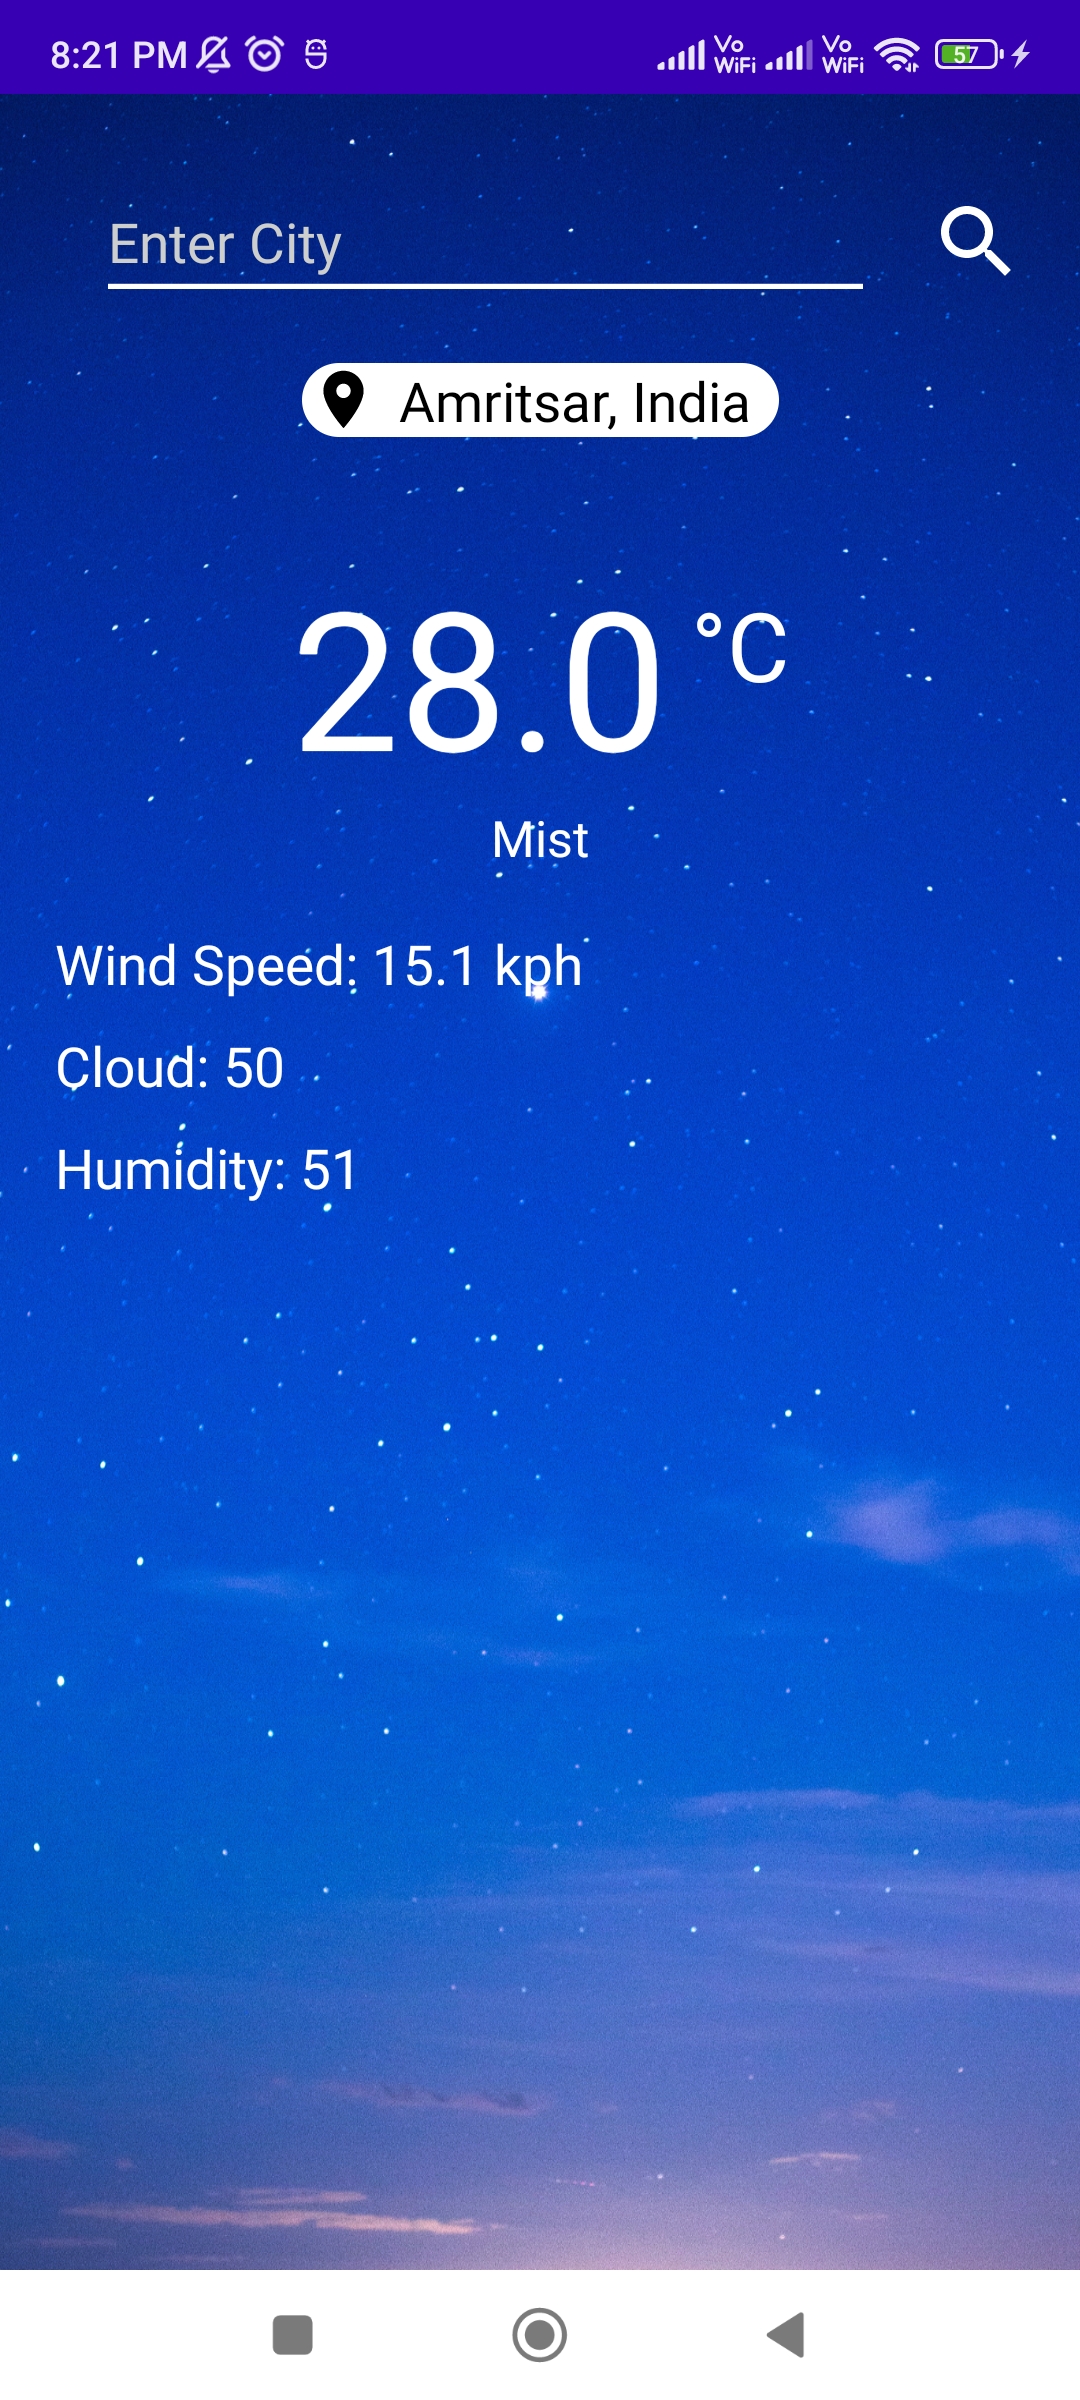 8:21 PM Vo WiFi Vo WiFi 57
Enter City
Amritsar, India
28.0 °C
Mist
Wind Speed: 15.1 kph
Cloud: 50
Humidity: 51